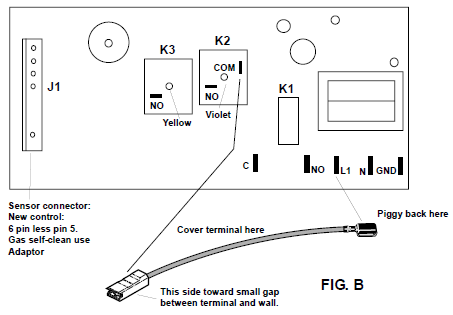 K3
K2
COM
J1
NO
NO
K1
Yellow
Violet
C
NO
L1
N
GND
Sensor connector:
New control:
6 pin less pin 5.
Gas self-clean use
Adaptor
Cover terminal here
Piggy back here
This side toward small gap
between terminal and wall.
FIG. B